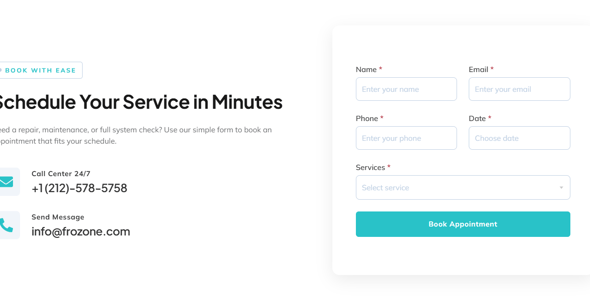 BOOK WITH EASE
Schedule Your Service in Minutes
need a repair, maintenance, or full system check? Use our simple form to book an
appointment that fits your schedule.
Call Center 24/7
+1 (212)-578-5758
Send Message
info@frozone.com
Name *
Email *
Enter your name
Enter your email
Phone *
Date *
Enter your phone
Choose date
Services *
Select service
Book Appointment